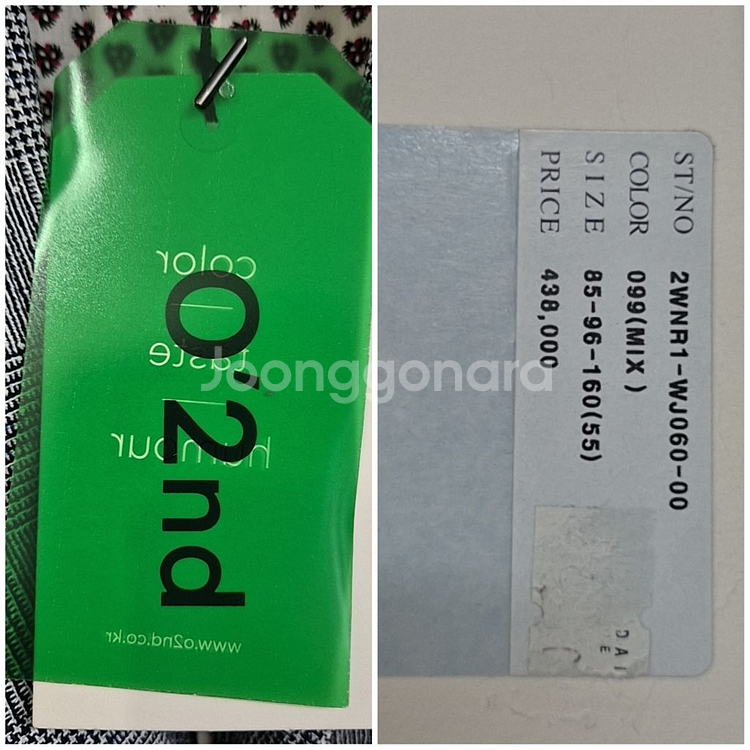 color
taste
humour
O'2nd
www.o2nd.co.kr
Joonggonara
ST/NO 2WNR1-WJ060-00
COLOR 099(MIX )
SIZE 85-96-160(55)
PRICE 438,000